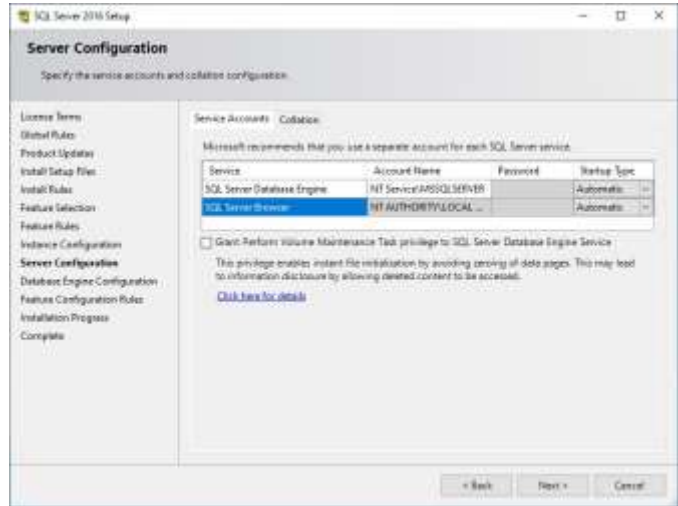 SQL Server 2016 Setup
Server Configuration
Specify the service accounts and collation configuration.
License Terms
Global Rules
Product Updates
Install Setup Files
Install Rules
Feature Selection
Feature Rules
Instance Configuration
Server Configuration
Database Engine Configuration
Feature Configuration Rules
Installation Progress
Complete
Service Accounts Collation
Microsoft recommends that you use a separate account for each SQL Server service.
Service Account Name Password Startup Type
SQL Server Database Engine NT Service\MSSQLSERVER Automatic
SQL Server Browser NT AUTHORITY\LOCAL ... Automatic
Grant Perform Volume Maintenance Task privilege to SQL Server Database Engine Service
This privilege enables instant file initialization by avoiding zeroing of data pages. This may lead
to information disclosure by allowing deleted content to be accessed.
Click here for details
< Back Next > Cancel